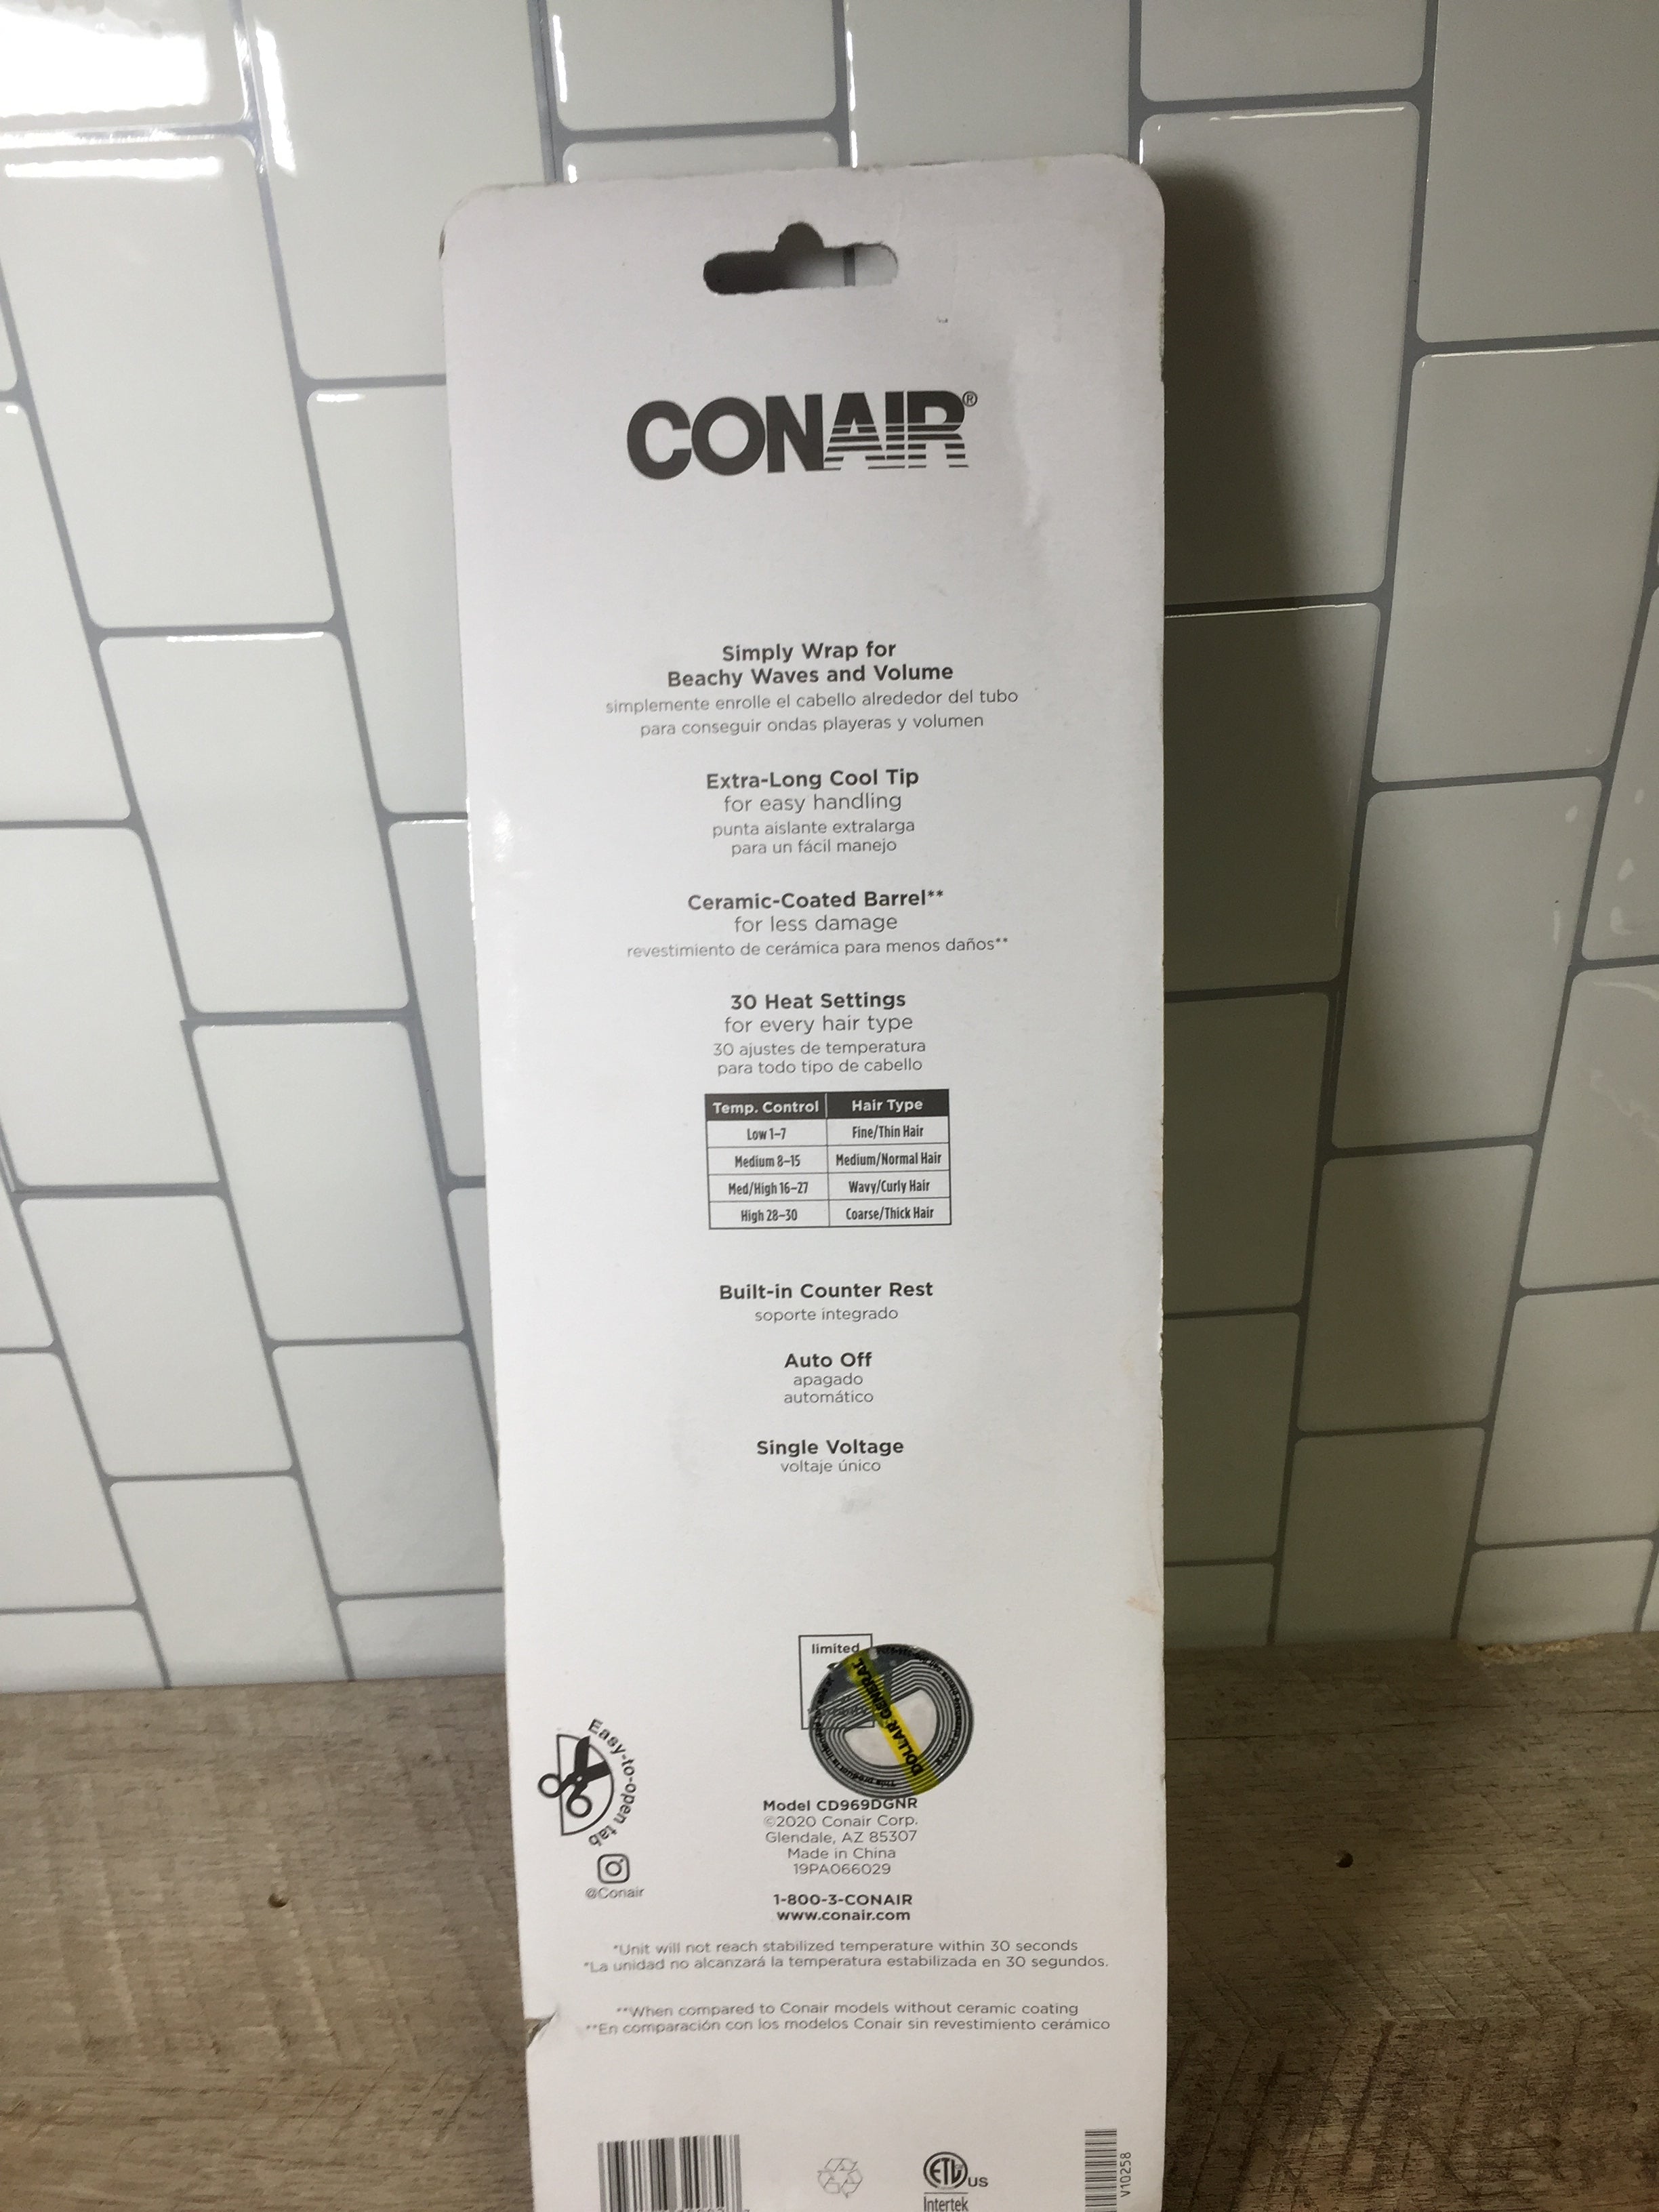 CONAIR®
Simply Wrap for
Beachy Waves and Volume
simplemente enrolle el cabello alrededor del tubo
para conseguir ondas playeras y volumen
Extra-Long Cool Tip
for easy handling
punta aislante extralarga
para un fácil manejo
Ceramic-Coated Barrel**
for less damage
revestimiento de cerámica para menos daños**
30 Heat Settings
for every hair type
30 ajustes de temperatura
para todo tipo de cabello
Temp. Control Hair Type
Low 1–7 Fine/Thin Hair
Medium 8–15 Medium/Normal Hair
Med/High 16–27 Wavy/Curly Hair
High 28–30 Coarse/Thick Hair
Built-in Counter Rest
soporte integrado
Auto Off
apagado
automático
Single Voltage
voltaje único
limited
DOLLAR GENERAL
Easy-to-open tab
@Conair
Model CD969DGNR
©2020 Conair Corp.
Glendale, AZ 85307
Made in China
19PA066029
1-800-3-CONAIR
www.conair.com
*Unit will not reach stabilized temperature within 30 seconds
*La unidad no alcanzará la temperatura estabilizada en 30 segundos.
**When compared to Conair models without ceramic coating
**En comparación con los modelos Conair sin revestimiento cerámico
ETL US
Intertek
V10258